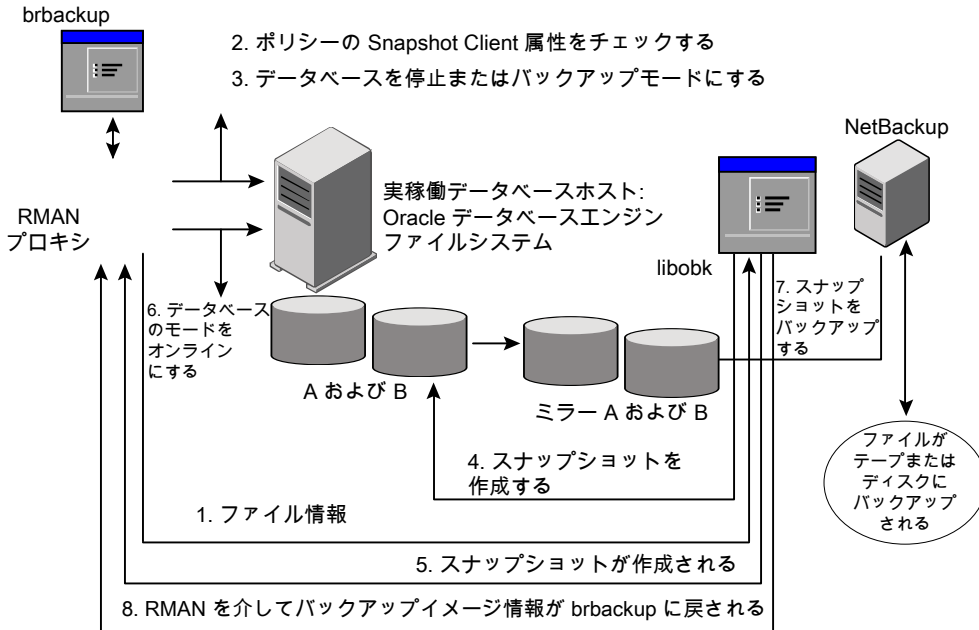 brbackup
2. ポリシーの Snapshot Client 属性をチェックする
3. データベースを停止またはバックアップモードにする
NetBackup
RMAN
プロキシ
実稼働データベースホスト:
Oracle データベースエンジン
ファイルシステム
libobk
6. データベース
のモードを
オンライン
にする
7. スナップ
ショットを
バックアップ
する
A および B
ミラー A および B
4. スナップショットを
作成する
ファイルが
テープまたは
ディスクに
バックアップ
される
1. ファイル情報
5. スナップショットが作成される
8. RMAN を介してバックアップイメージ情報が brbackup に戻される